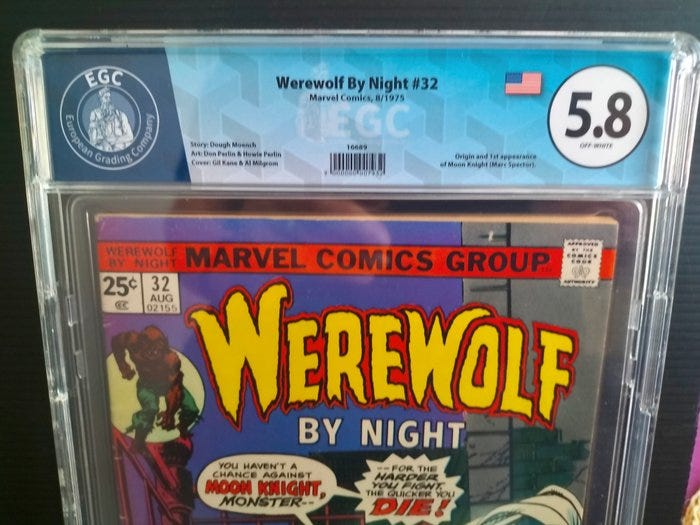 EGC
European Grading Company
Werewolf By Night #32
Marvel Comics, 8/1975
EGC
Story: Dough Moench
Art: Don Perlin & Howie Perlin
Cover: Gil Kane & Al Milgrom
16689
Origin and 1st appearance
of Moon Knight (Marc Spector).
5.8
OFF-WHITE
WEREWOLF BY NIGHT
MARVEL COMICS GROUP
APPROVED
BY THE
COMICS
CODE
AUTHORITY
25¢
32
AUG
02155
WEREWOLF
BY NIGHT
YOU HAVEN'T A
CHANCE AGAINST
MOON KNIGHT,
MONSTER--
--FOR THE
HARDER
YOU FIGHT,
THE QUICKER YOU
DIE!